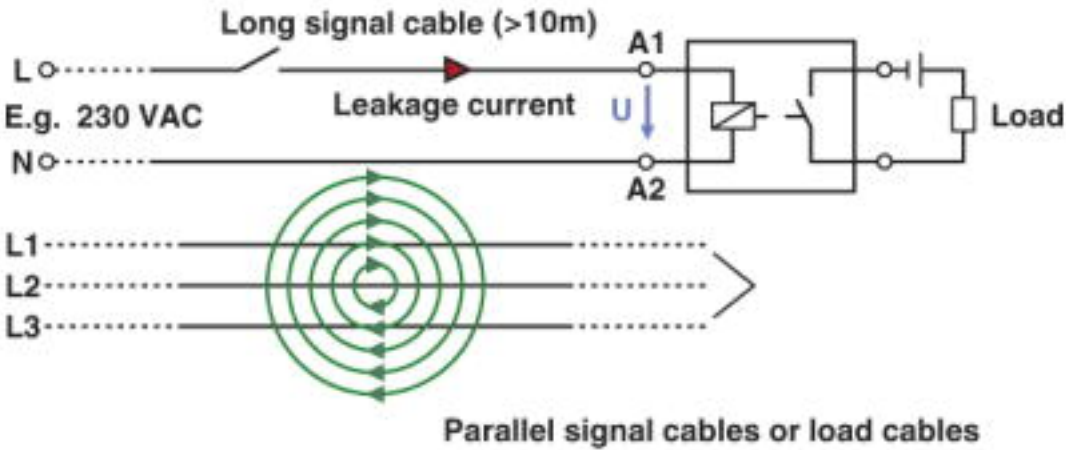 Long signal cable (>10m)
A1
L
Leakage current
E.g. 230 VAC
U
Load
N
A2
L1
L2
L3
Parallel signal cables or load cables